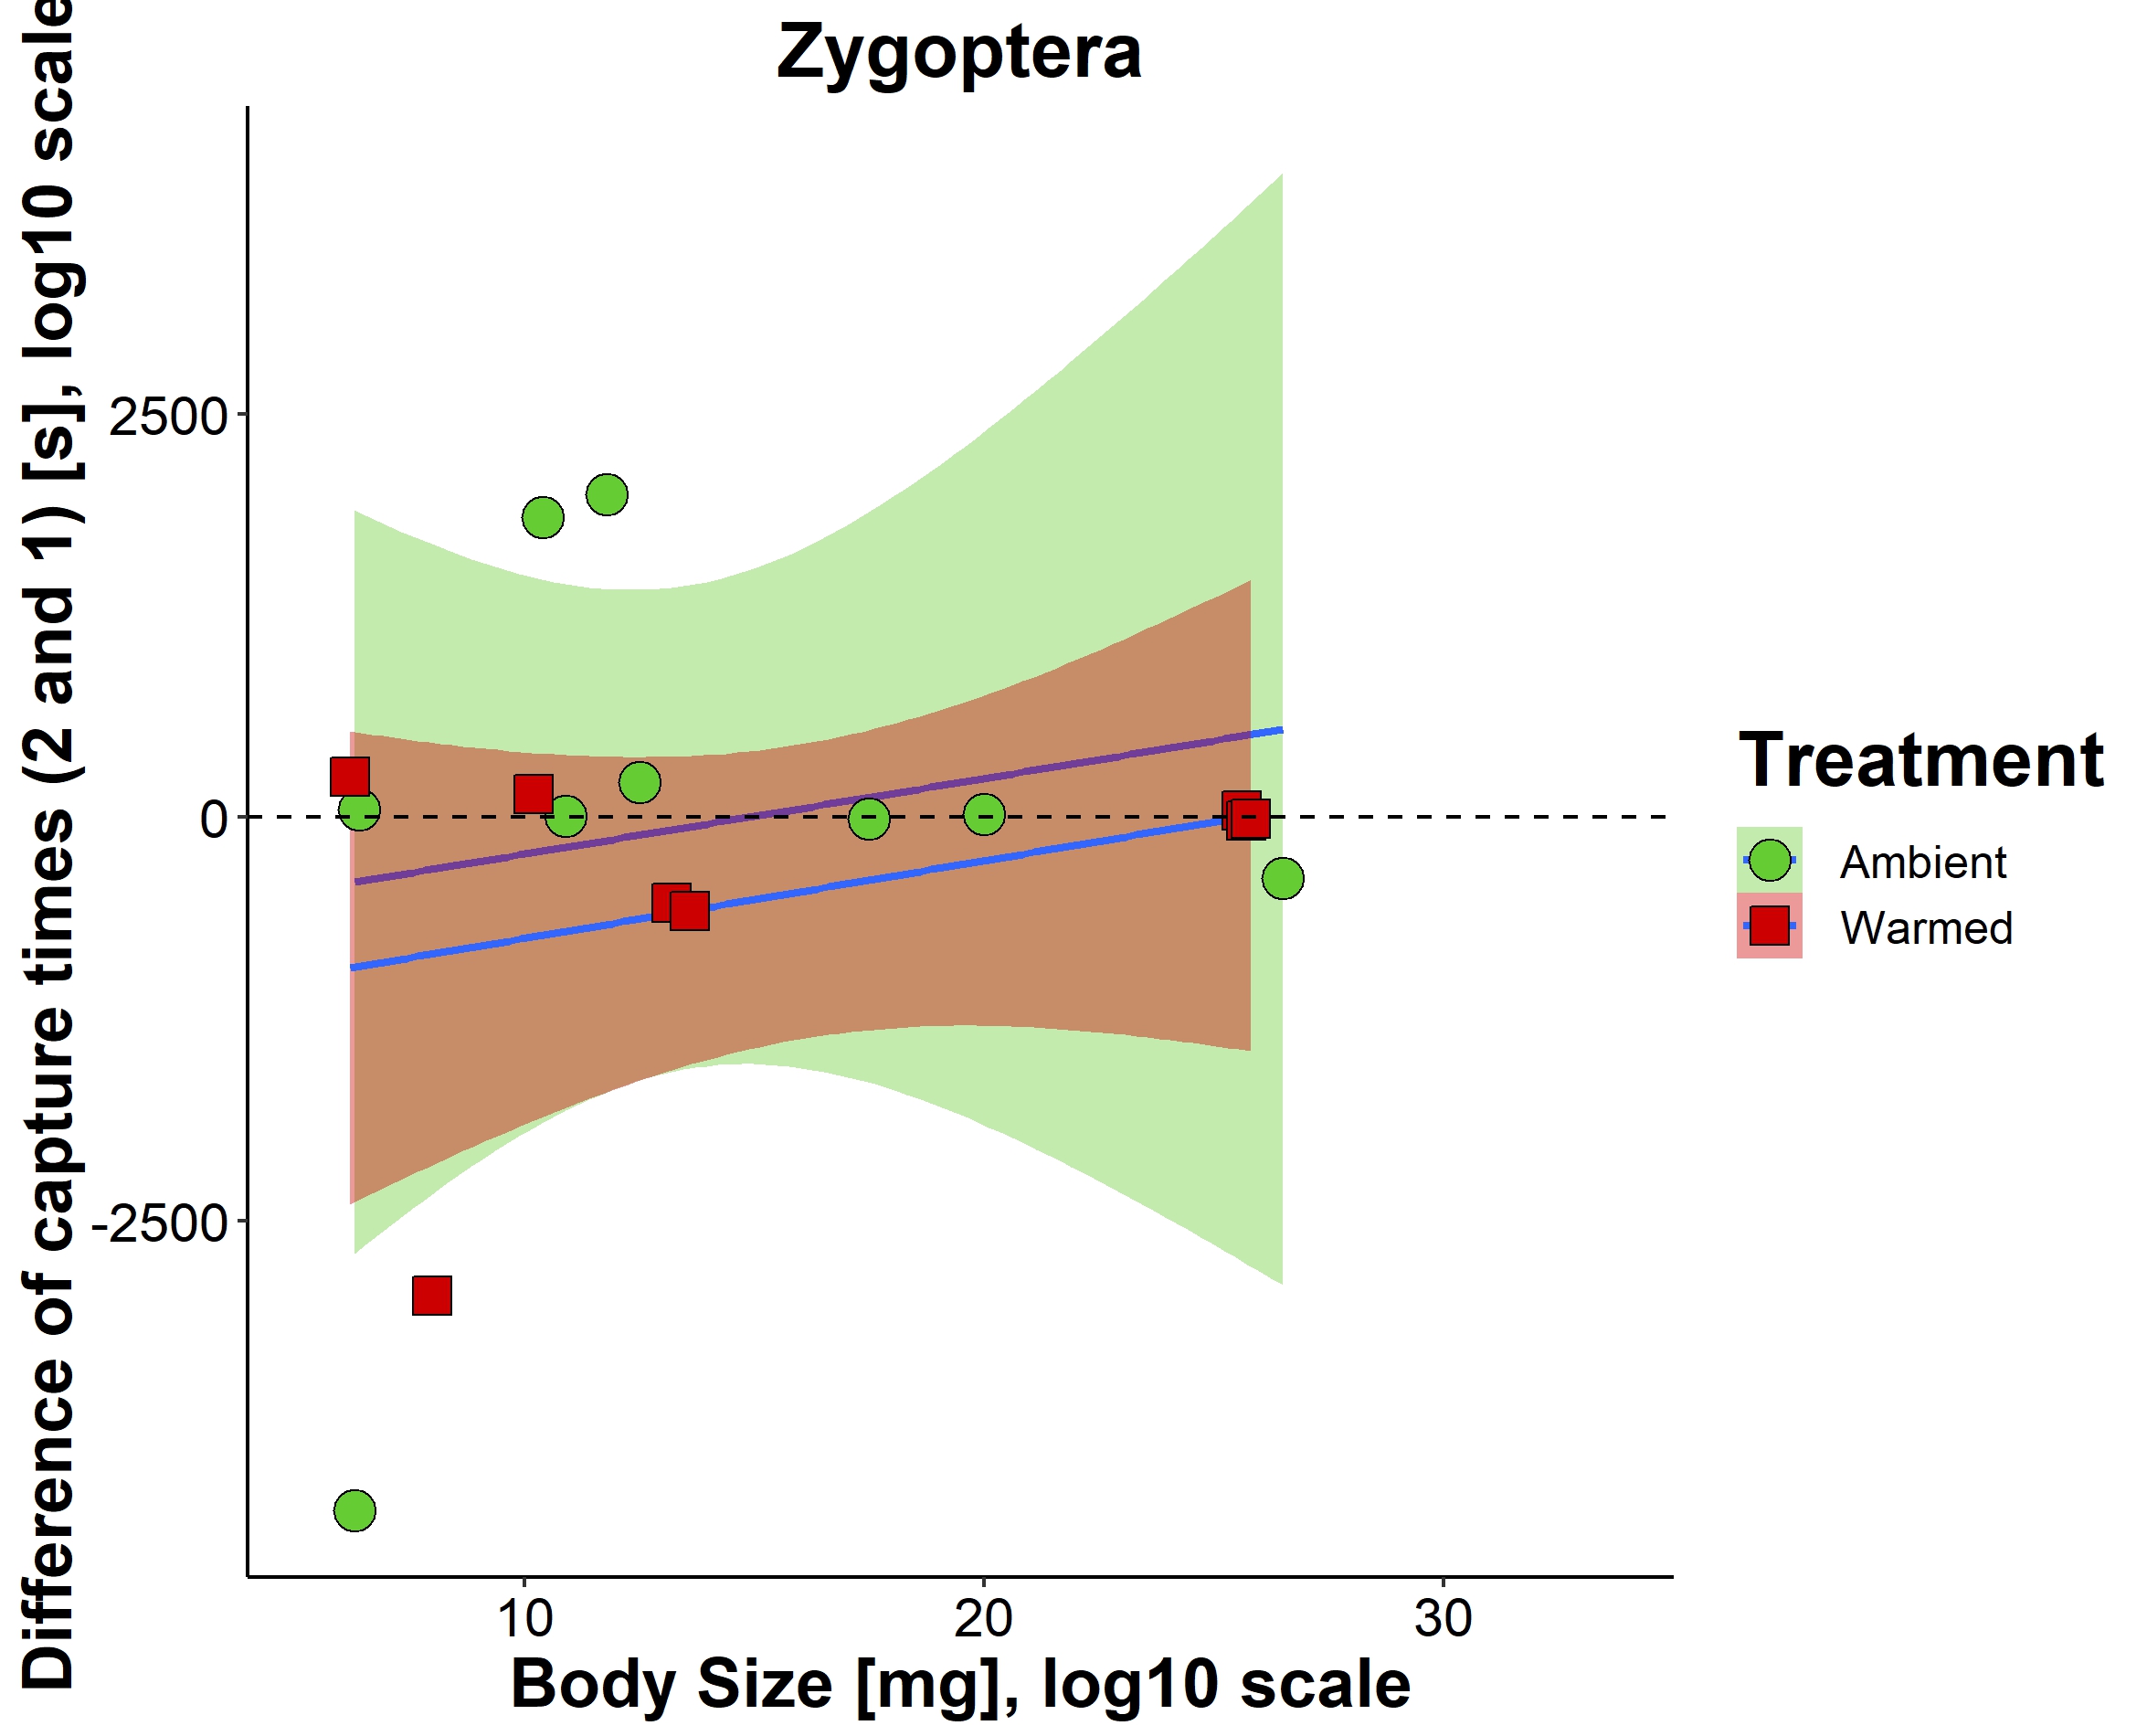 Zygoptera
Difference of capture times (2 and 1) [s], log10 scale
2500
0
-2500
10
20
30
Body Size [mg], log10 scale
Treatment
Ambient
Warmed